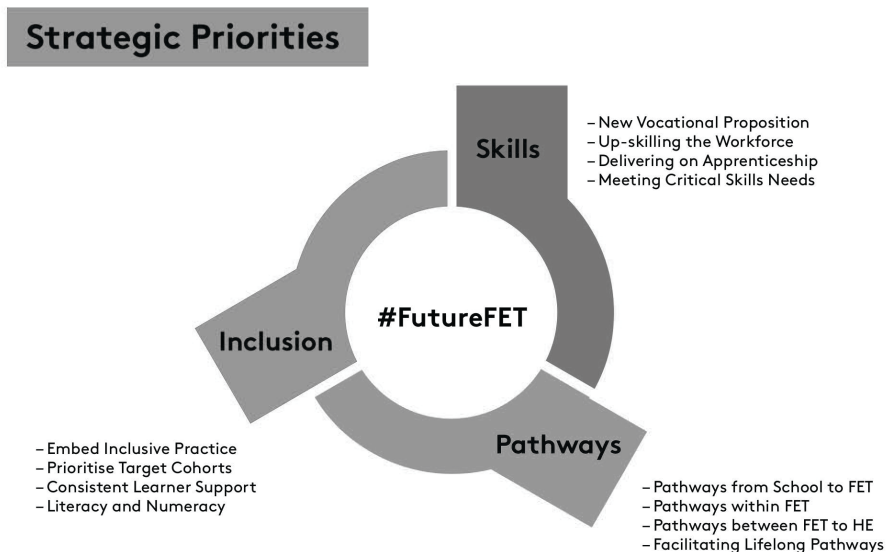 Strategic Priorities
Skills
– New Vocational Proposition
– Up-skilling the Workforce
– Delivering on Apprenticeship
– Meeting Critical Skills Needs
#FutureFET
Inclusion
– Embed Inclusive Practice
– Prioritise Target Cohorts
– Consistent Learner Support
– Literacy and Numeracy
Pathways
– Pathways from School to FET
– Pathways within FET
– Pathways between FET to HE
– Facilitating Lifelong Pathways